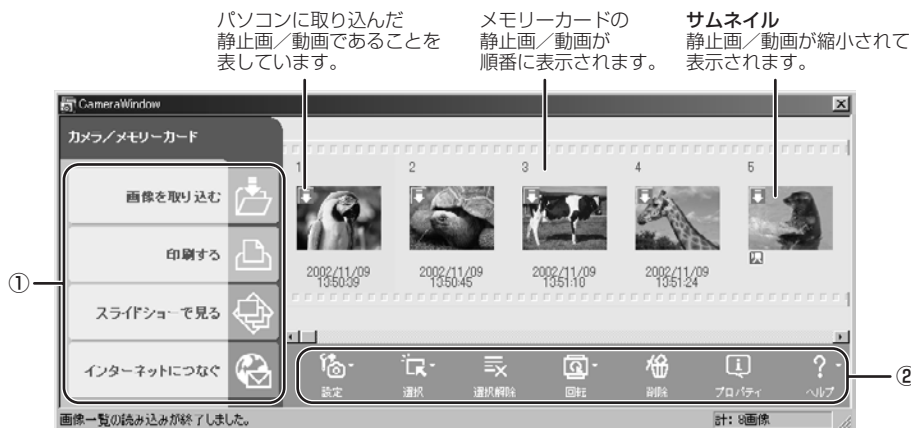 パソコンに取り込んだ
静止画／動画であることを
表しています。
メモリーカードの
静止画／動画が
順番に表示されます。
サムネイル
静止画／動画が縮小されて
表示されます。
CameraWindow
カメラ／メモリーカード
画像を取り込む
印刷する
スライドショーで見る
インターネットにつなぐ
①
1
2
3
4
5
2002/11/09
13:50:39
2002/11/09
13:50:45
2002/11/09
13:51:10
2002/11/09
13:51:24
設定
選択
選択解除
回転
削除
プロパティ
ヘルプ
②
画像一覧の読み込みが終了しました。
計: 8画像